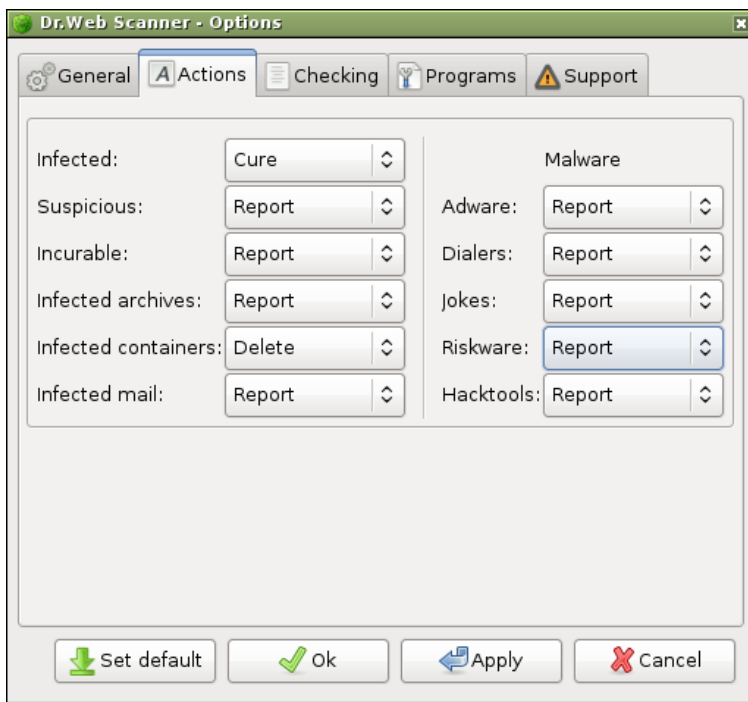 Dr.Web Scanner - Options
General
Actions
Checking
Programs
Support
Infected: Cure
Suspicious: Report
Incurable: Report
Infected archives: Report
Infected containers: Delete
Infected mail: Report
Malware
Adware: Report
Dialers: Report
Jokes: Report
Riskware: Report
Hacktools: Report
Set default
Ok
Apply
Cancel